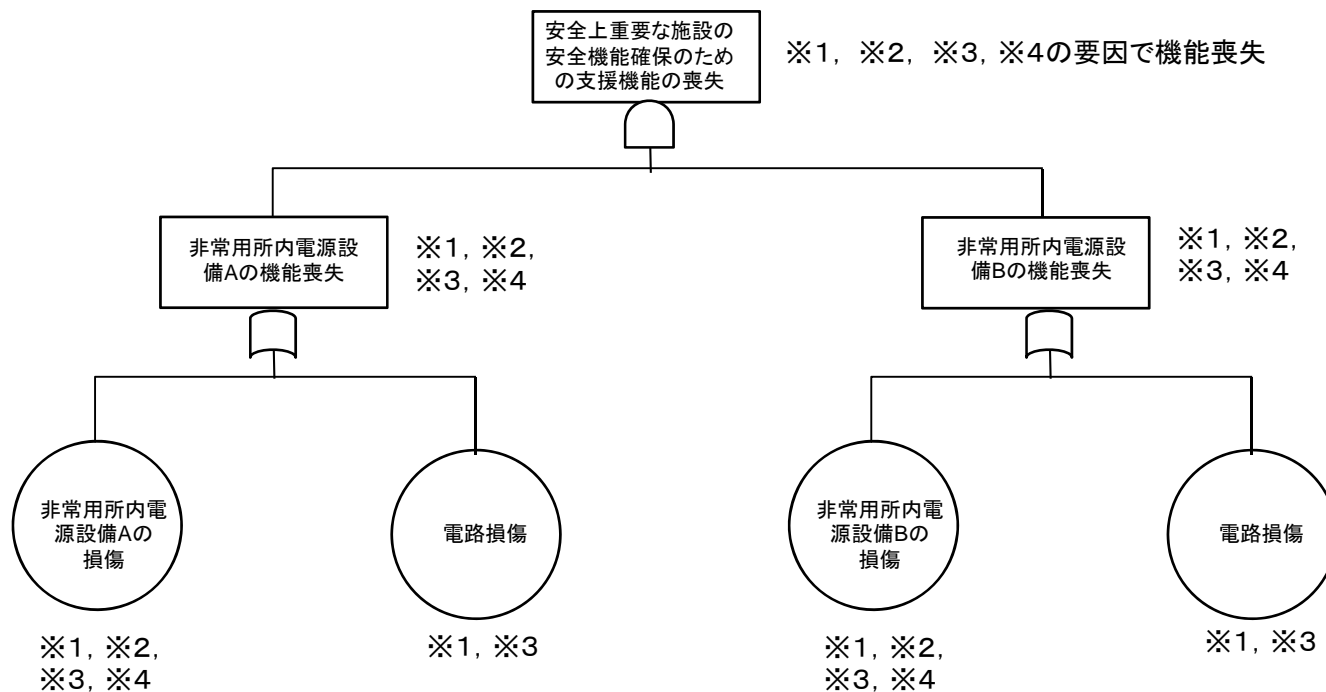 安全上重要な施設の
安全機能確保のため
の支援機能の喪失
※1, ※2, ※3, ※4の要因で機能喪失
非常用所内電源設
備Aの機能喪失
※1, ※2,
※3, ※4
非常用所内電源設
備Bの機能喪失
※1, ※2,
※3, ※4
非常用所内電
源設備Aの
損傷
電路損傷
非常用所内電
源設備Bの
損傷
電路損傷
※1, ※2,
※3, ※4
※1, ※3
※1, ※2,
※3, ※4
※1, ※3